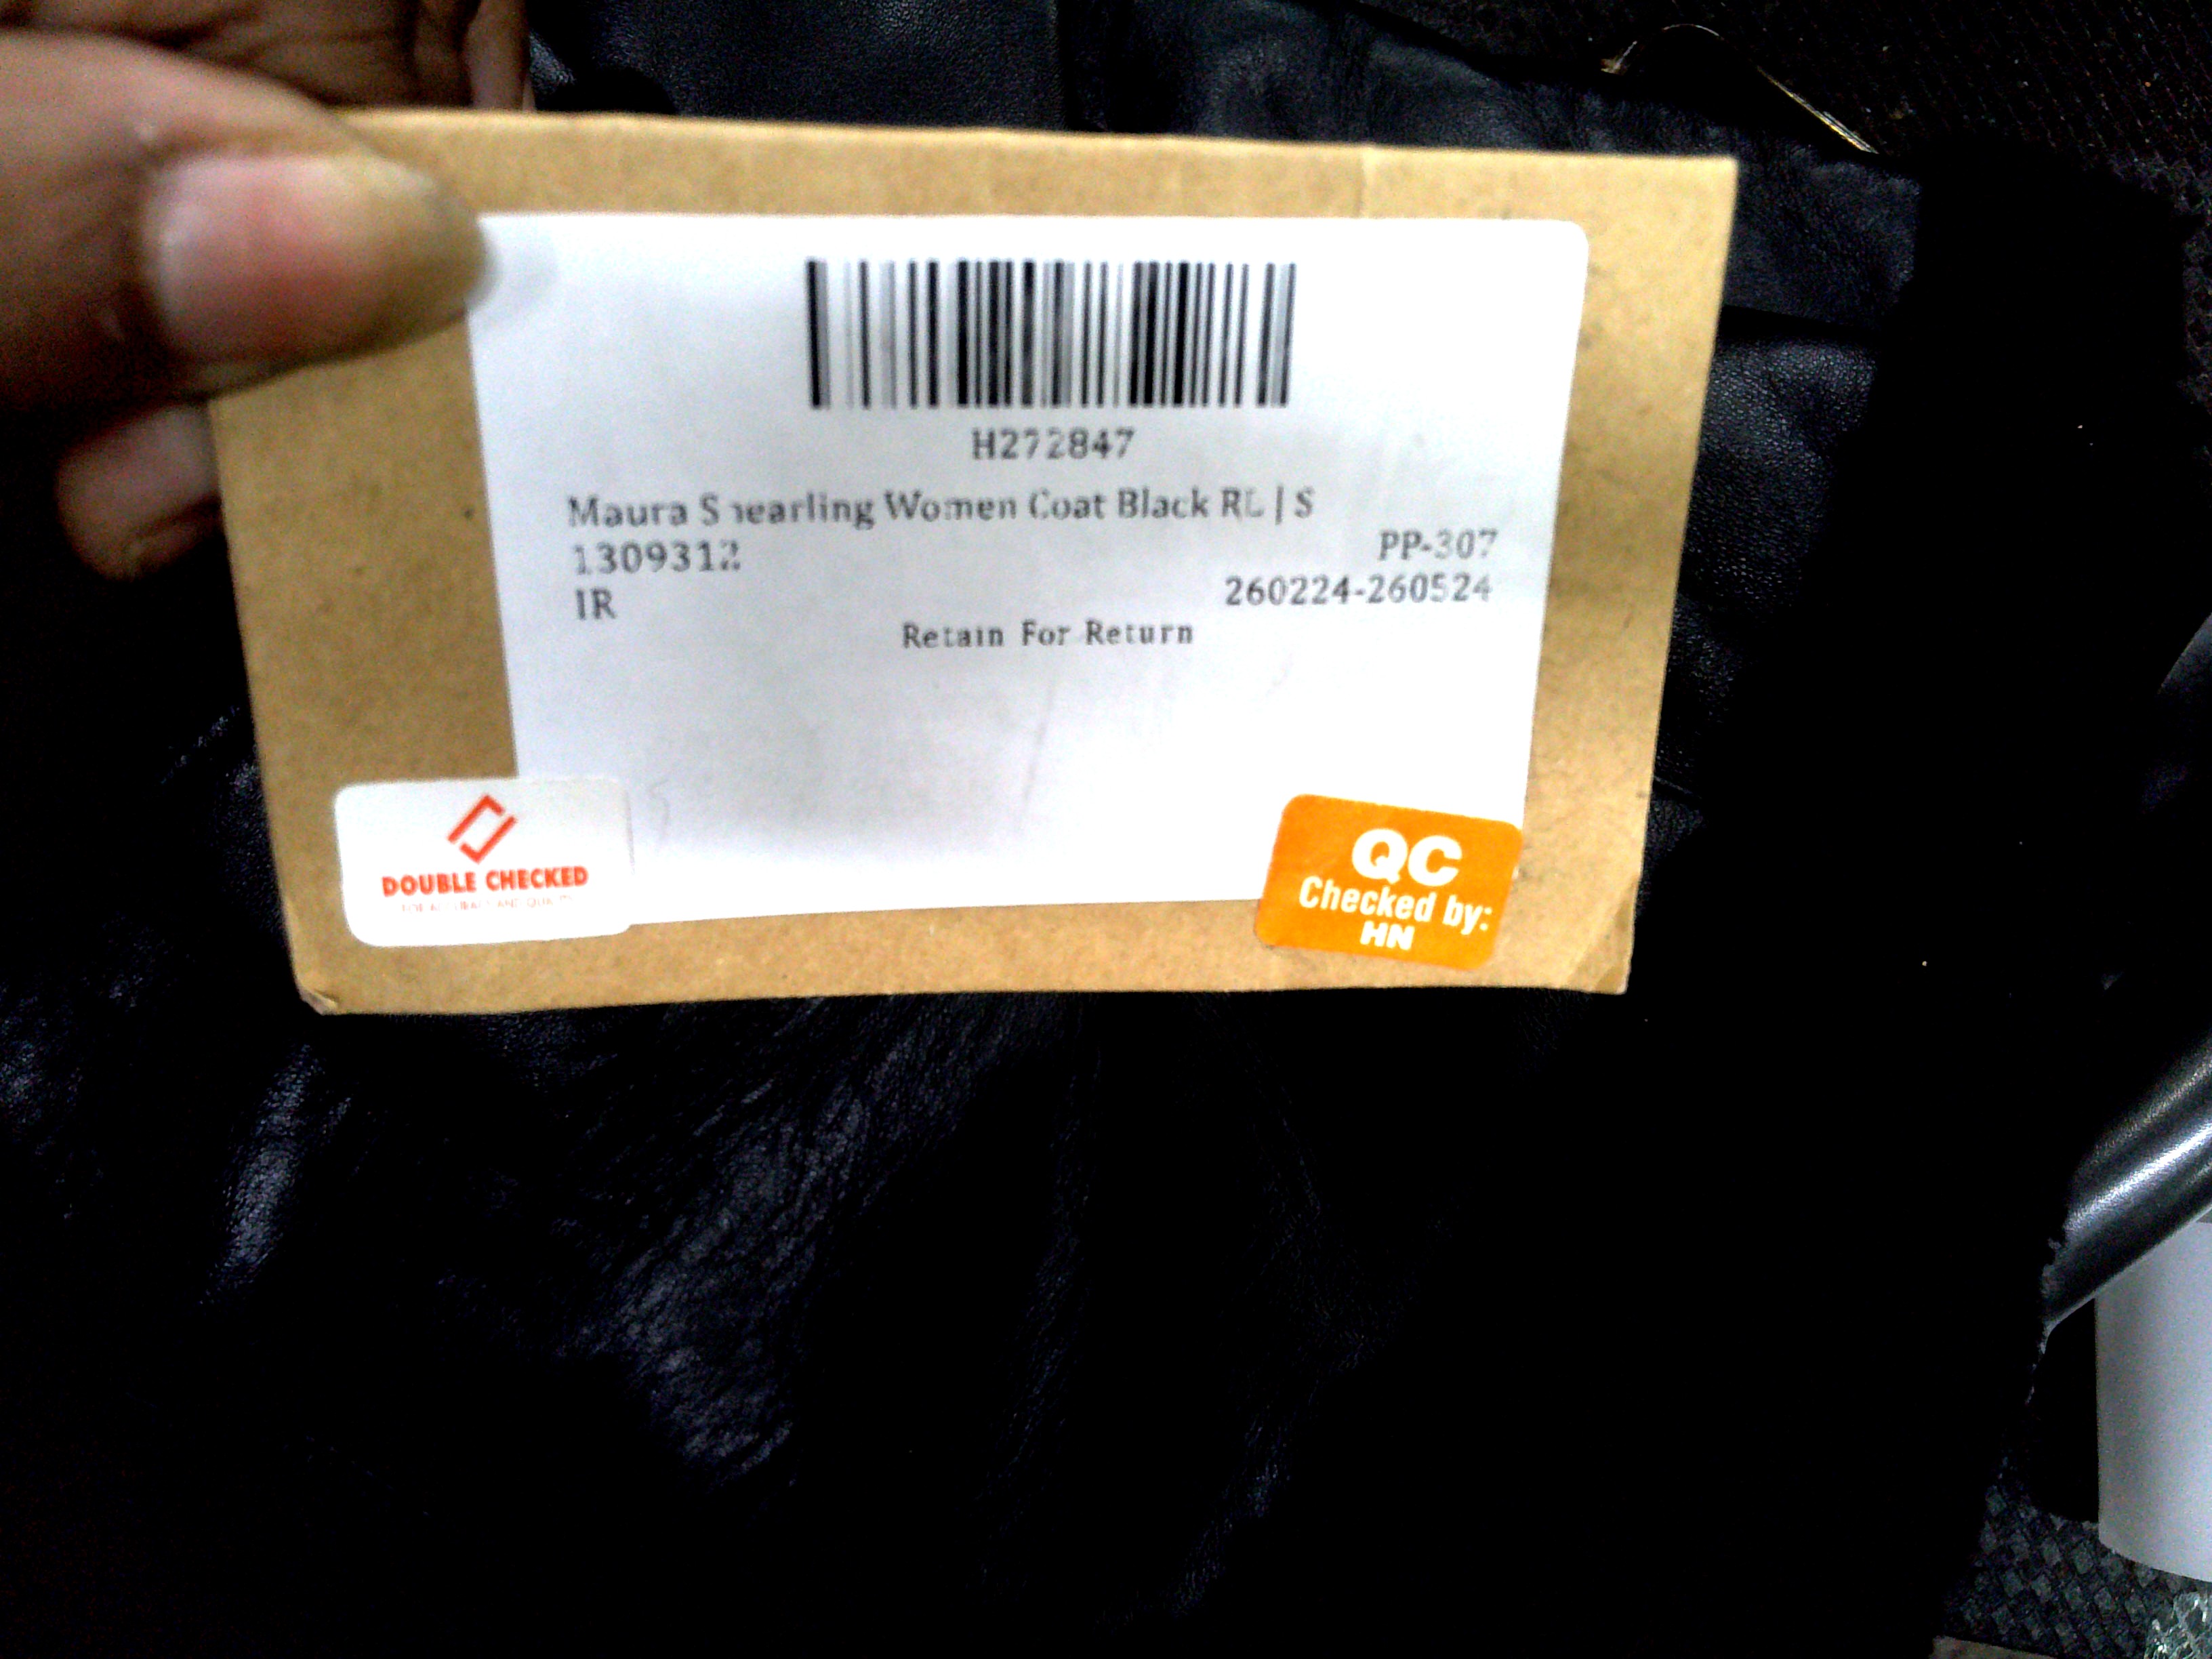 H272847
Maura Shearling Women Coat Black RL | S
1309312
PP-307
IR
260224-260524
Retain For Return
DOUBLE CHECKED
QC
Checked by:
HN